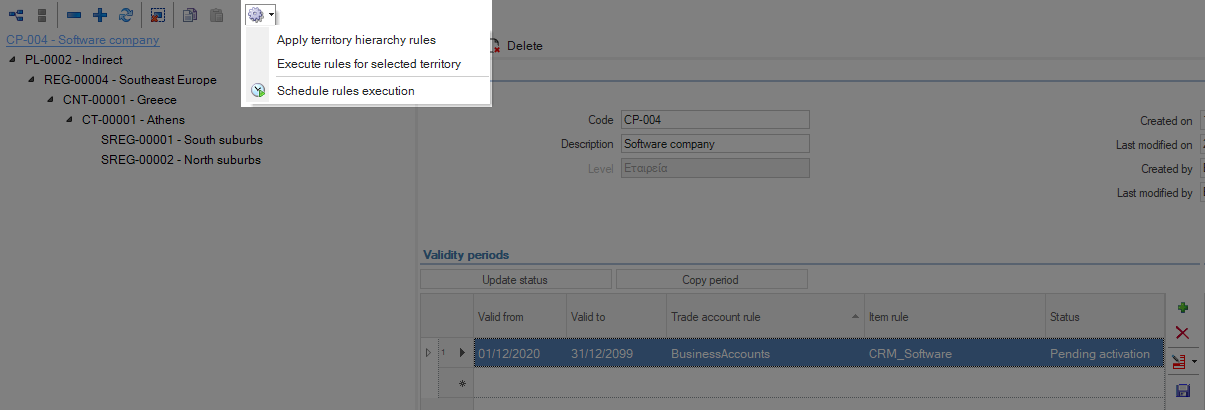 CP-004 - Software company
PL-0002 - Indirect
REG-00004 - Southeast Europe
CNT-00001 - Greece
CT-00001 - Athens
SREG-00001 - South suburbs
SREG-00002 - North suburbs
Apply territory hierarchy rules
Execute rules for selected territory
Schedule rules execution
Delete
Code CP-004 Created on
Description Software company Last modified on
Level Εταιρεία Created by
Last modified by
Validity periods
Update status Copy period
Valid from Valid to Trade account rule Item rule Status
1 01/12/2020 31/12/2099 BusinessAccounts CRM_Software Pending activation